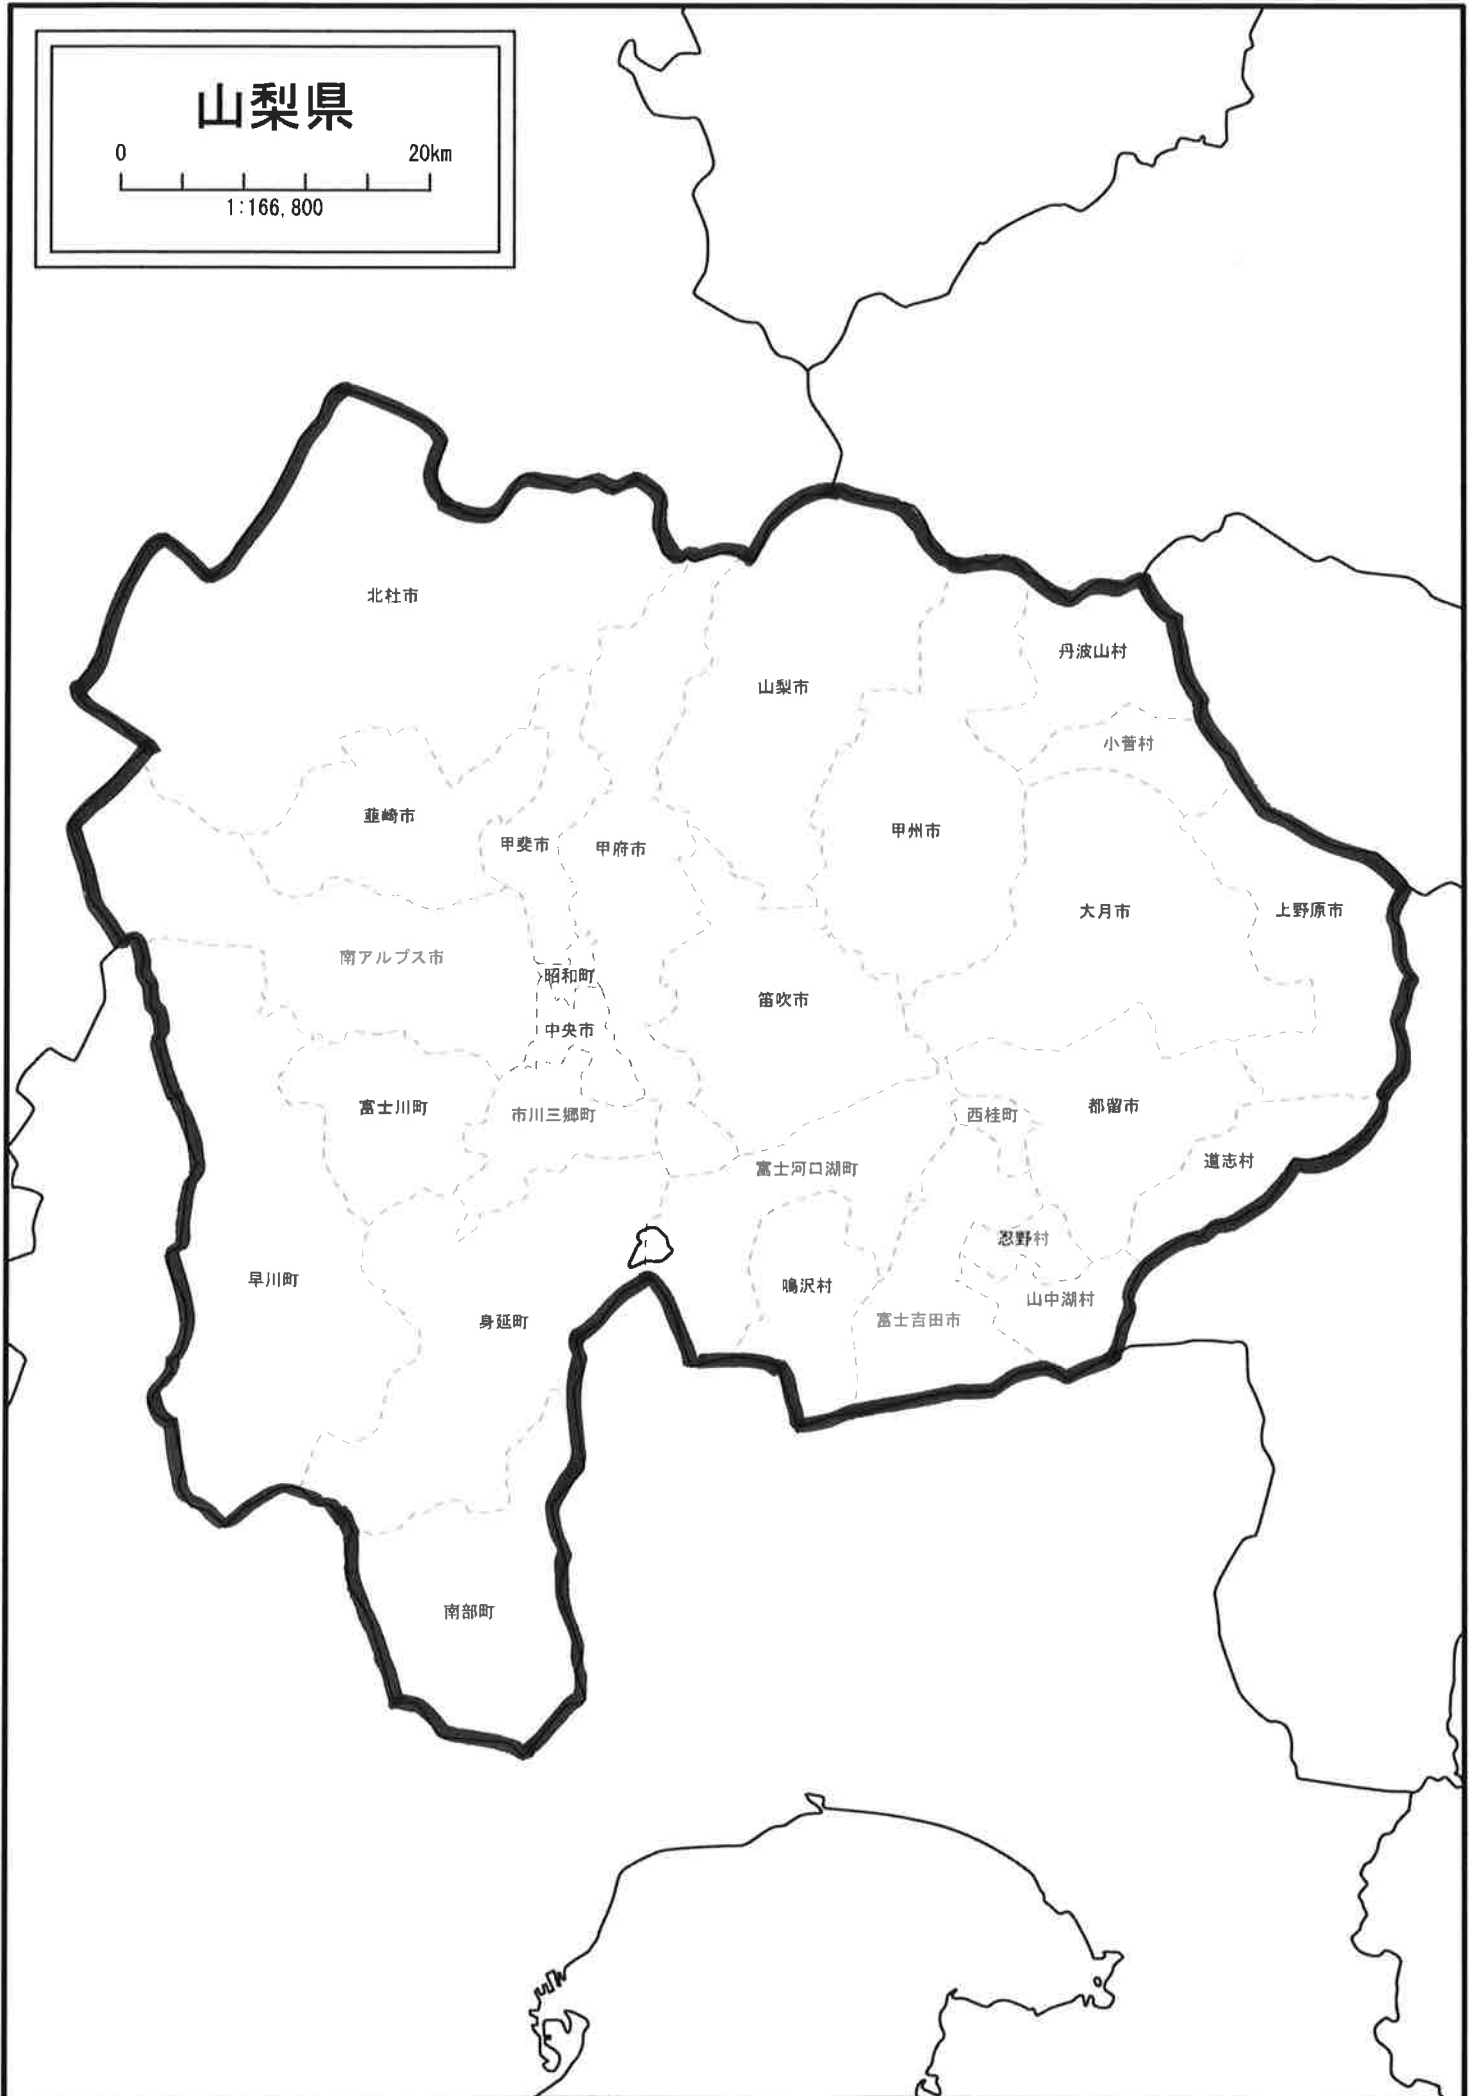 山梨県
0 20km
1:166,800
北杜市
丹波山村
山梨市
小菅村
韮崎市
甲斐市
甲府市
甲州市
大月市
上野原市
南アルプス市
昭和町
笛吹市
中央市
富士川町
市川三郷町
西桂町
都留市
富士河口湖町
道志村
忍野村
早川町
鳴沢村
山中湖村
身延町
富士吉田市
南部町